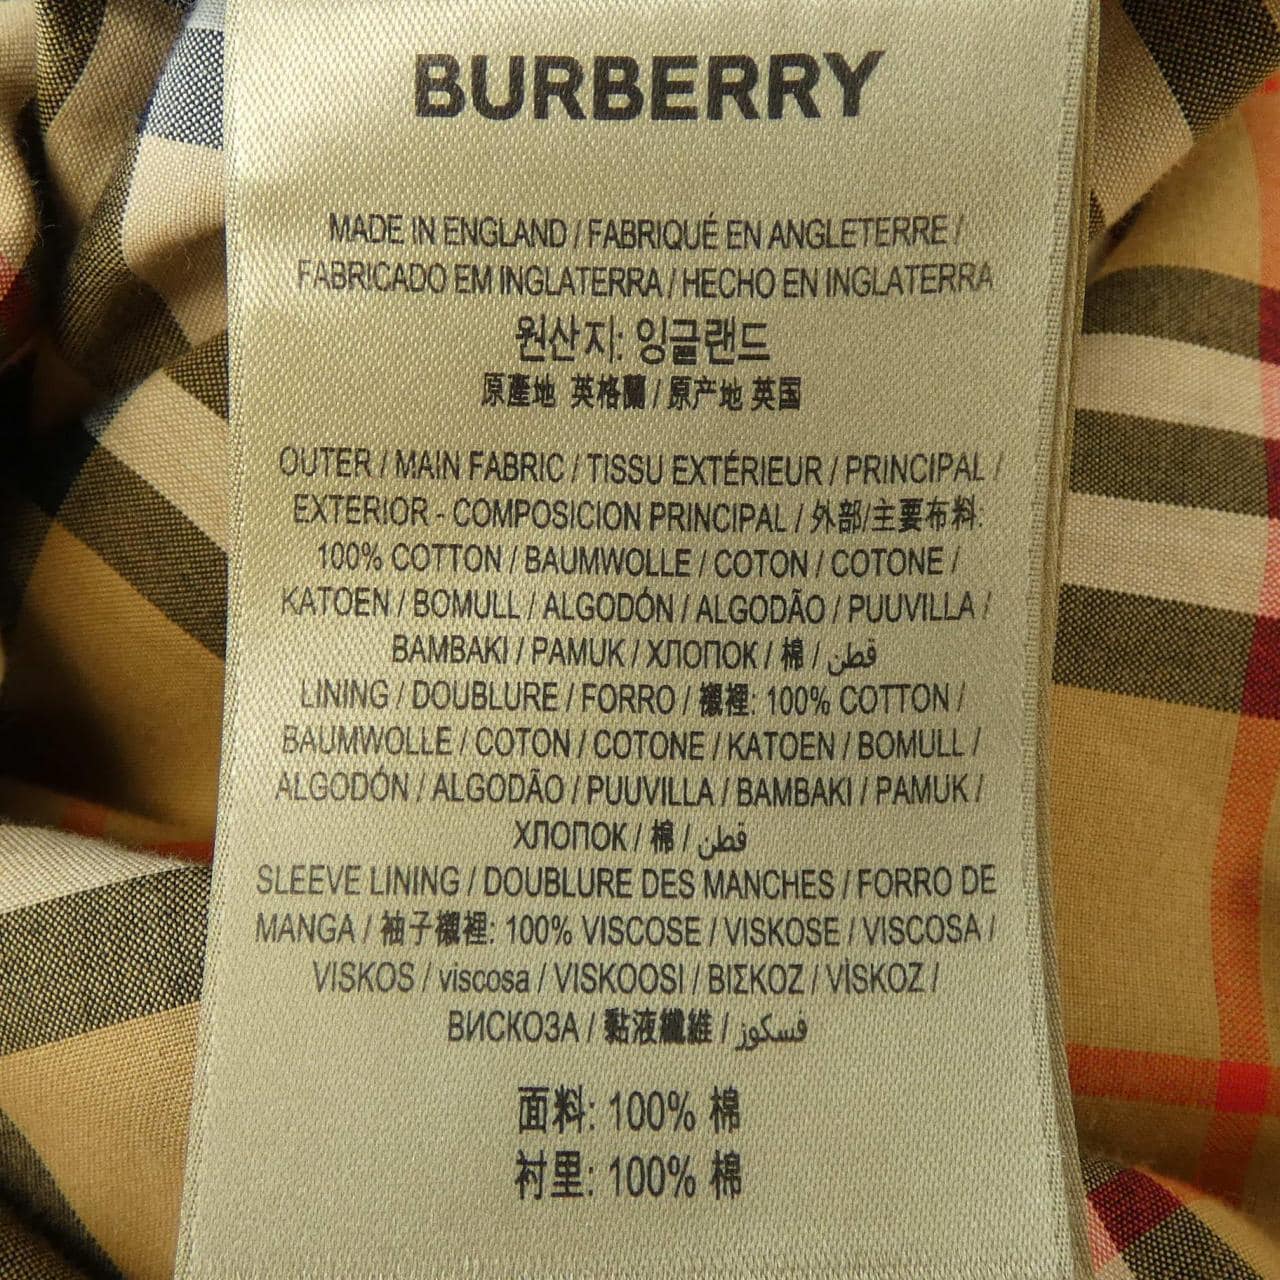 BURBERRY
MADE IN ENGLAND / FABRIQUÉ EN ANGLETERRE /
FABRICADO EM INGLATERRA / HECHO EN INGLATERRA
원산지: 잉글랜드
原產地 英格蘭 / 原产地 英国
OUTER / MAIN FABRIC / TISSU EXTÉRIEUR / PRINCIPAL /
EXTERIOR - COMPOSICION PRINCIPAL / 外部/主要布料:
100% COTTON / BAUMWOLLE / COTON / COTONE /
KATOEN / BOMULL / ALGODÓN / ALGODÃO / PUUVILLA /
BAMBAKI / PAMUK / ХЛОПОК / 棉 / قطن
LINING / DOUBLURE / FORRO / 襯裡: 100% COTTON /
BAUMWOLLE / COTON / COTONE / KATOEN / BOMULL /
ALGODÓN / ALGODÃO / PUUVILLA / BAMBAKI / PAMUK /
ХЛОПОК / 棉 / قطن
SLEEVE LINING / DOUBLURE DES MANCHES / FORRO DE
MANGA / 袖子襯裡: 100% VISCOSE / VISKOSE / VISCOSA /
VISKOS / viscosa / VISKOOSI / ΒΙΣΚΟΖ / VİSKOZ /
ВИСКОЗА / 黏液纖維 / فسكوز
面料: 100% 棉
衬里: 100% 棉